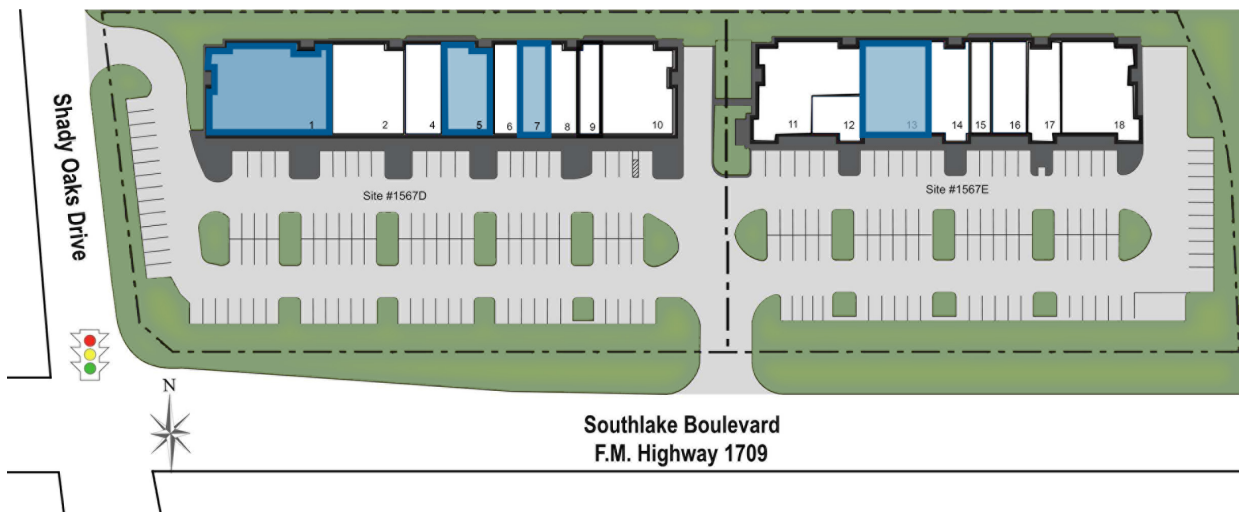 1 2 4 5 6 7 8 9 10
11 12 13 14 15 16 17 18
Shady Oaks Drive
Site #1567D
Site #1567E
N
Southlake Boulevard
F.M. Highway 1709